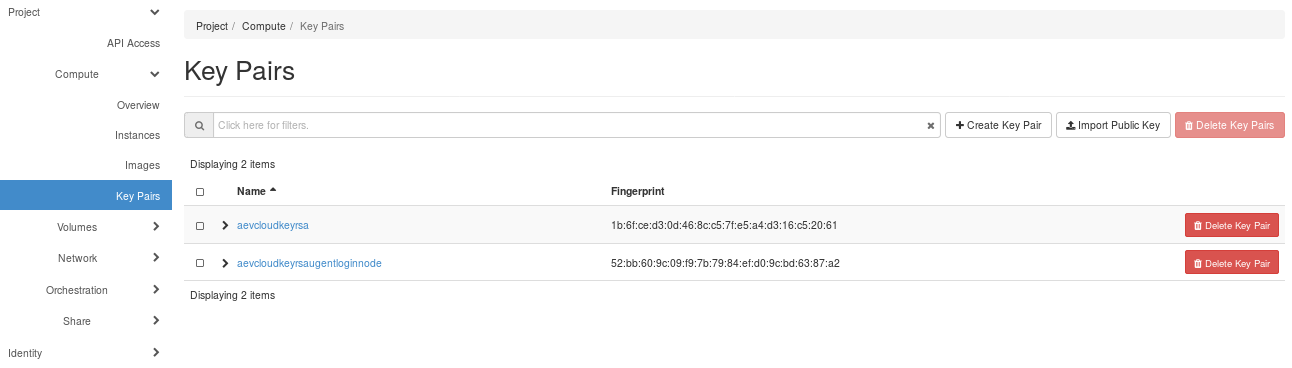 Project
API Access
Compute
Overview
Instances
Images
Key Pairs
Volumes
Network
Orchestration
Share
Identity
Project / Compute / Key Pairs
Key Pairs
Click here for filters. Create Key Pair Import Public Key Delete Key Pairs
Displaying 2 items
Name Fingerprint
aevcloudkeyrsa 1b:6f:ce:d3:0d:46:8c:c5:7f:e5:a4:d3:16:c5:20:61 Delete Key Pair
aevcloudkeyrsaugentloginnode 52:bb:60:9c:09:f9:7b:79:84:ef:d0:9c:bd:63:87:a2 Delete Key Pair
Displaying 2 items